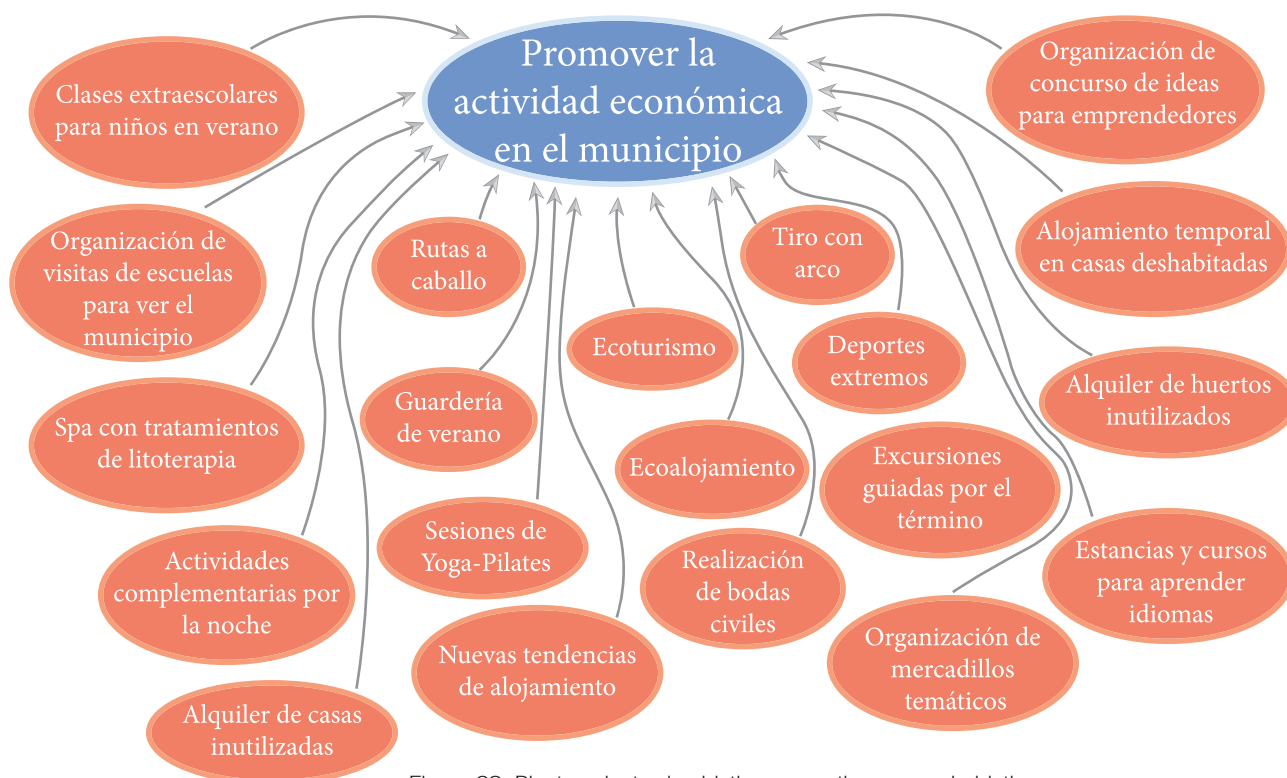 Promover la
actividad económica
en el municipio
Clases extraescolares
para niños en verano
Organización de
visitas de escuelas
para ver el
municipio
Spa con tratamientos
de litoterapia
Actividades
complementarias por
la noche
Alquiler de casas
inutilizadas
Rutas a
caballo
Guardería
de verano
Sesiones de
Yoga-Pilates
Nuevas tendencias
de alojamiento
Ecoturismo
Ecoalojamiento
Realización
de bodas
civiles
Tiro con
arco
Deportes
extremos
Excursiones
guiadas por el
término
Organización de
mercadillos
temáticos
Organización de
concurso de ideas
para emprendedores
Alojamiento temporal
en casas deshabitadas
Alquiler de huertos
inutilizados
Estancias y cursos
para aprender
idiomas